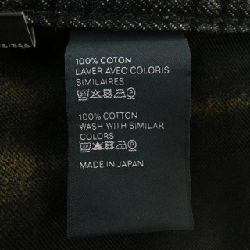 100% COTON
LAVER AVEC COLORIS
SIMILAIRES
100% COTTON
WASH WITH SIMILAR
COLORS
MADE IN JAPAN